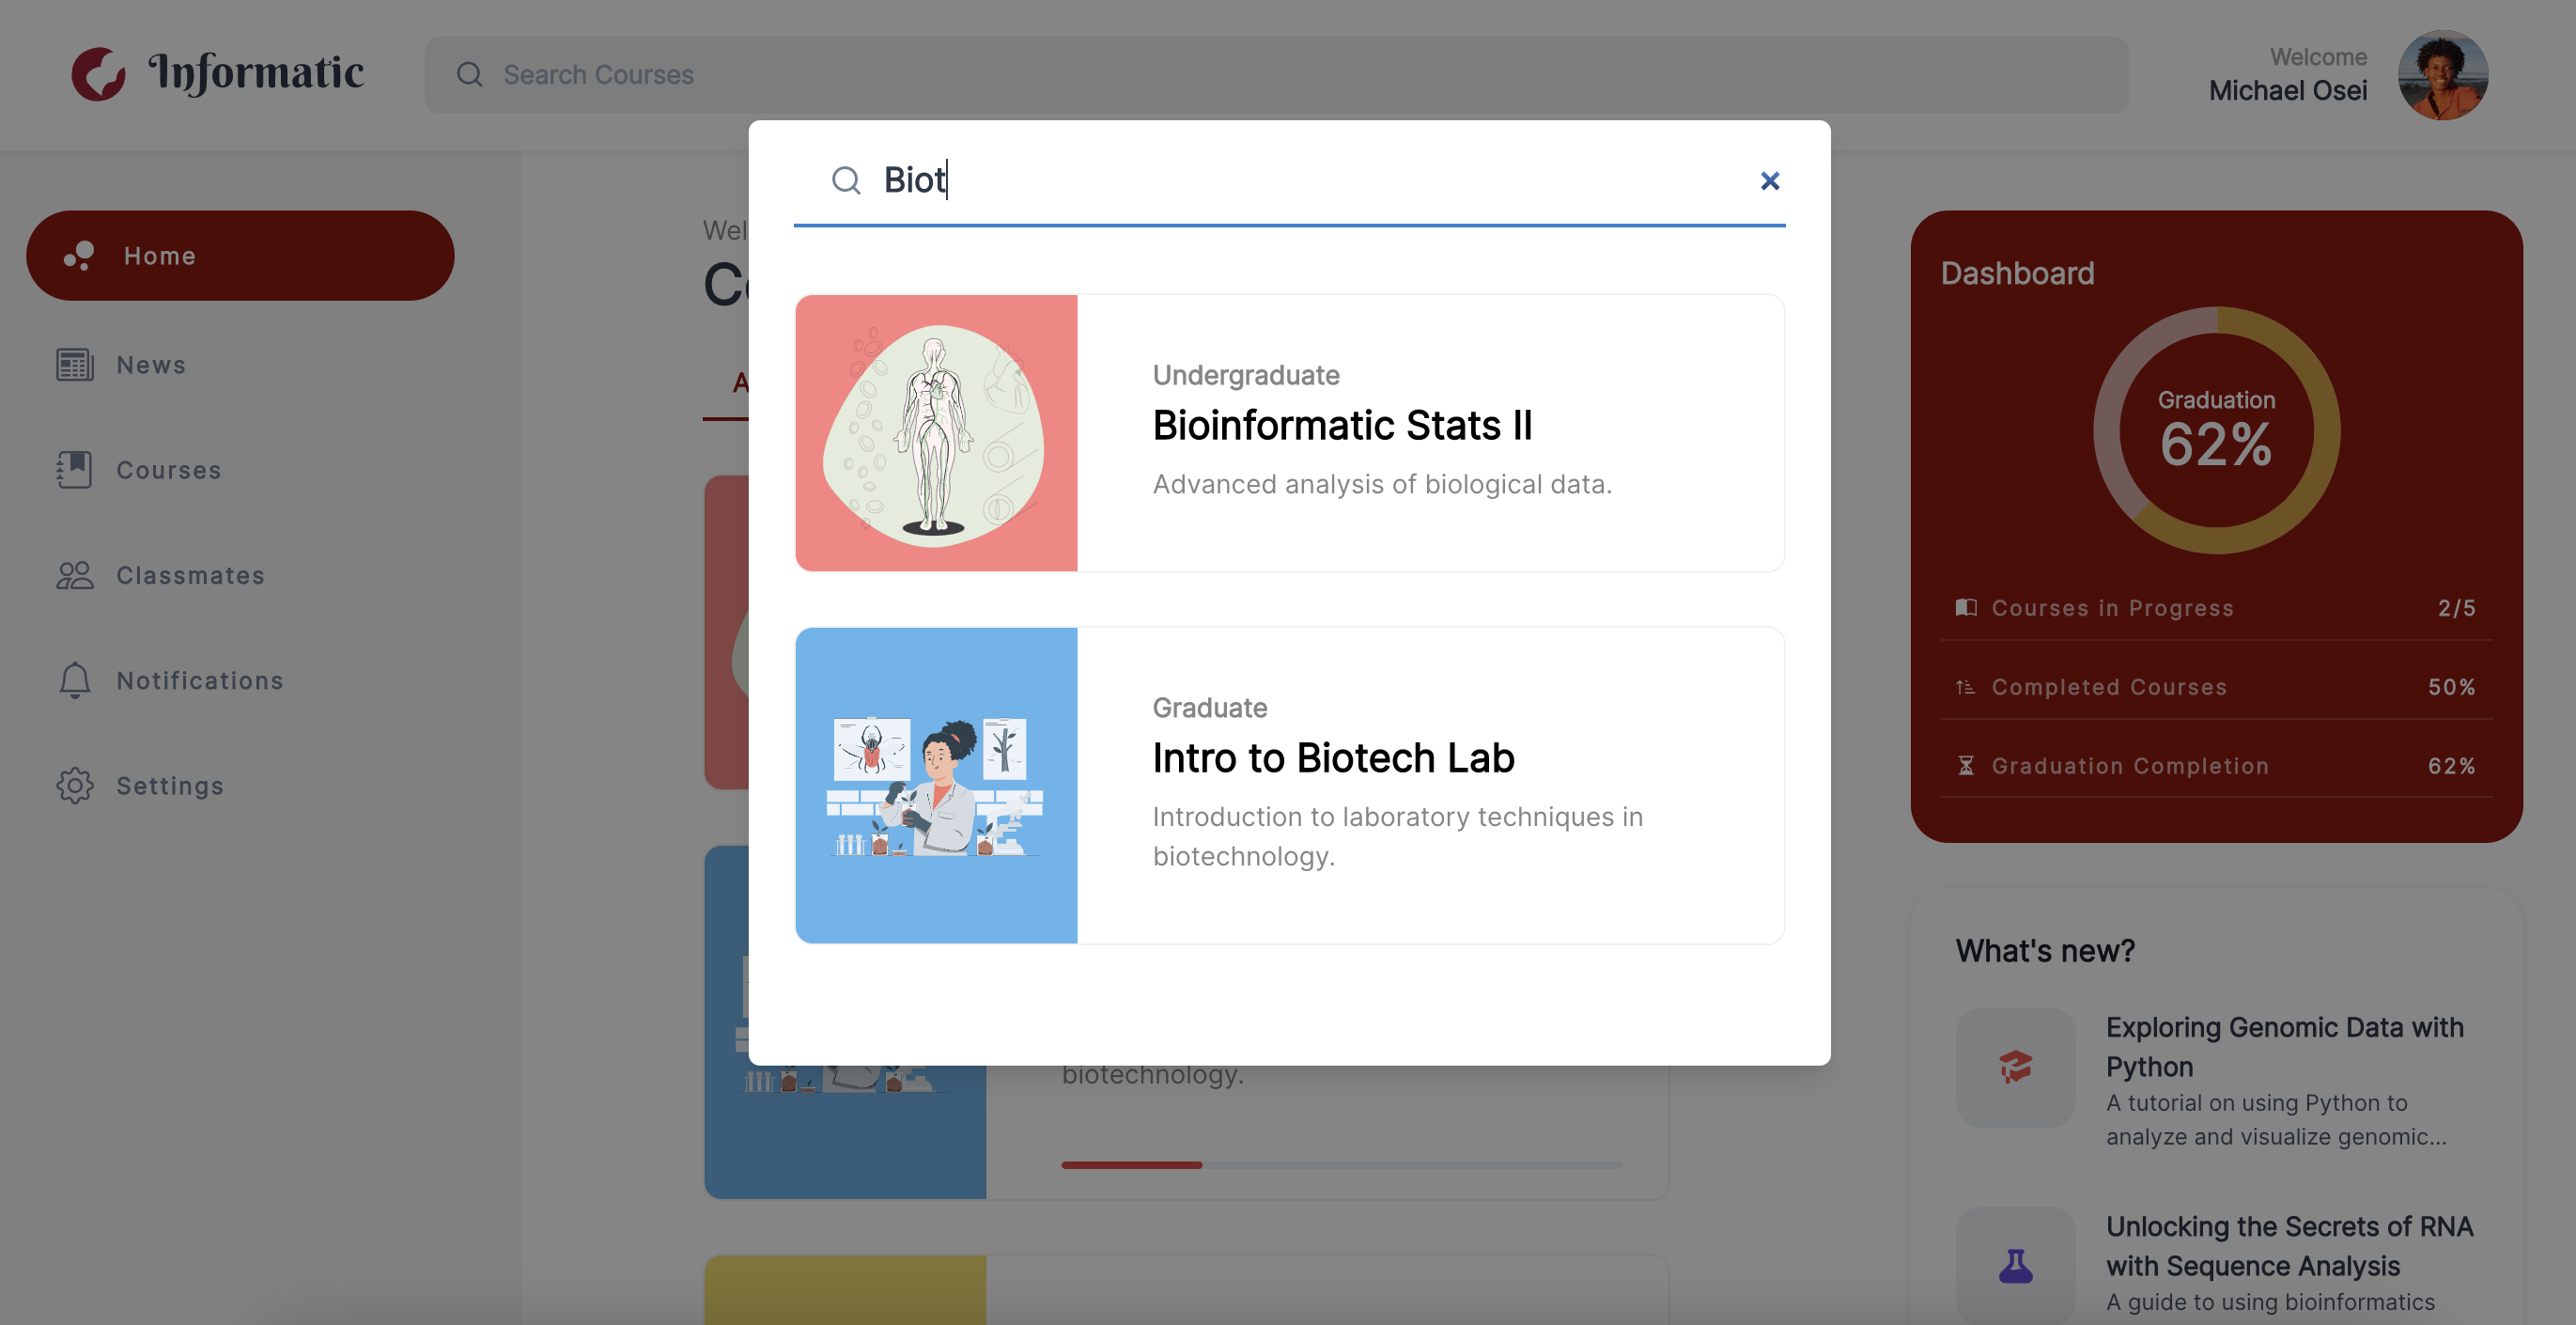 Informatic
Search Courses
Welcome
Michael Osei
Biot
Home
News
Courses
Classmates
Notifications
Settings
Undergraduate
Bioinformatic Stats II
Advanced analysis of biological data.
Graduate
Intro to Biotech Lab
Introduction to laboratory techniques in
biotechnology.
biotechnology.
Dashboard
Graduation
62%
Courses in Progress 2/5
Completed Courses 50%
Graduation Completion 62%
What's new?
Exploring Genomic Data with
Python
A tutorial on using Python to
analyze and visualize genomic...
Unlocking the Secrets of RNA
with Sequence Analysis
A guide to using bioinformatics